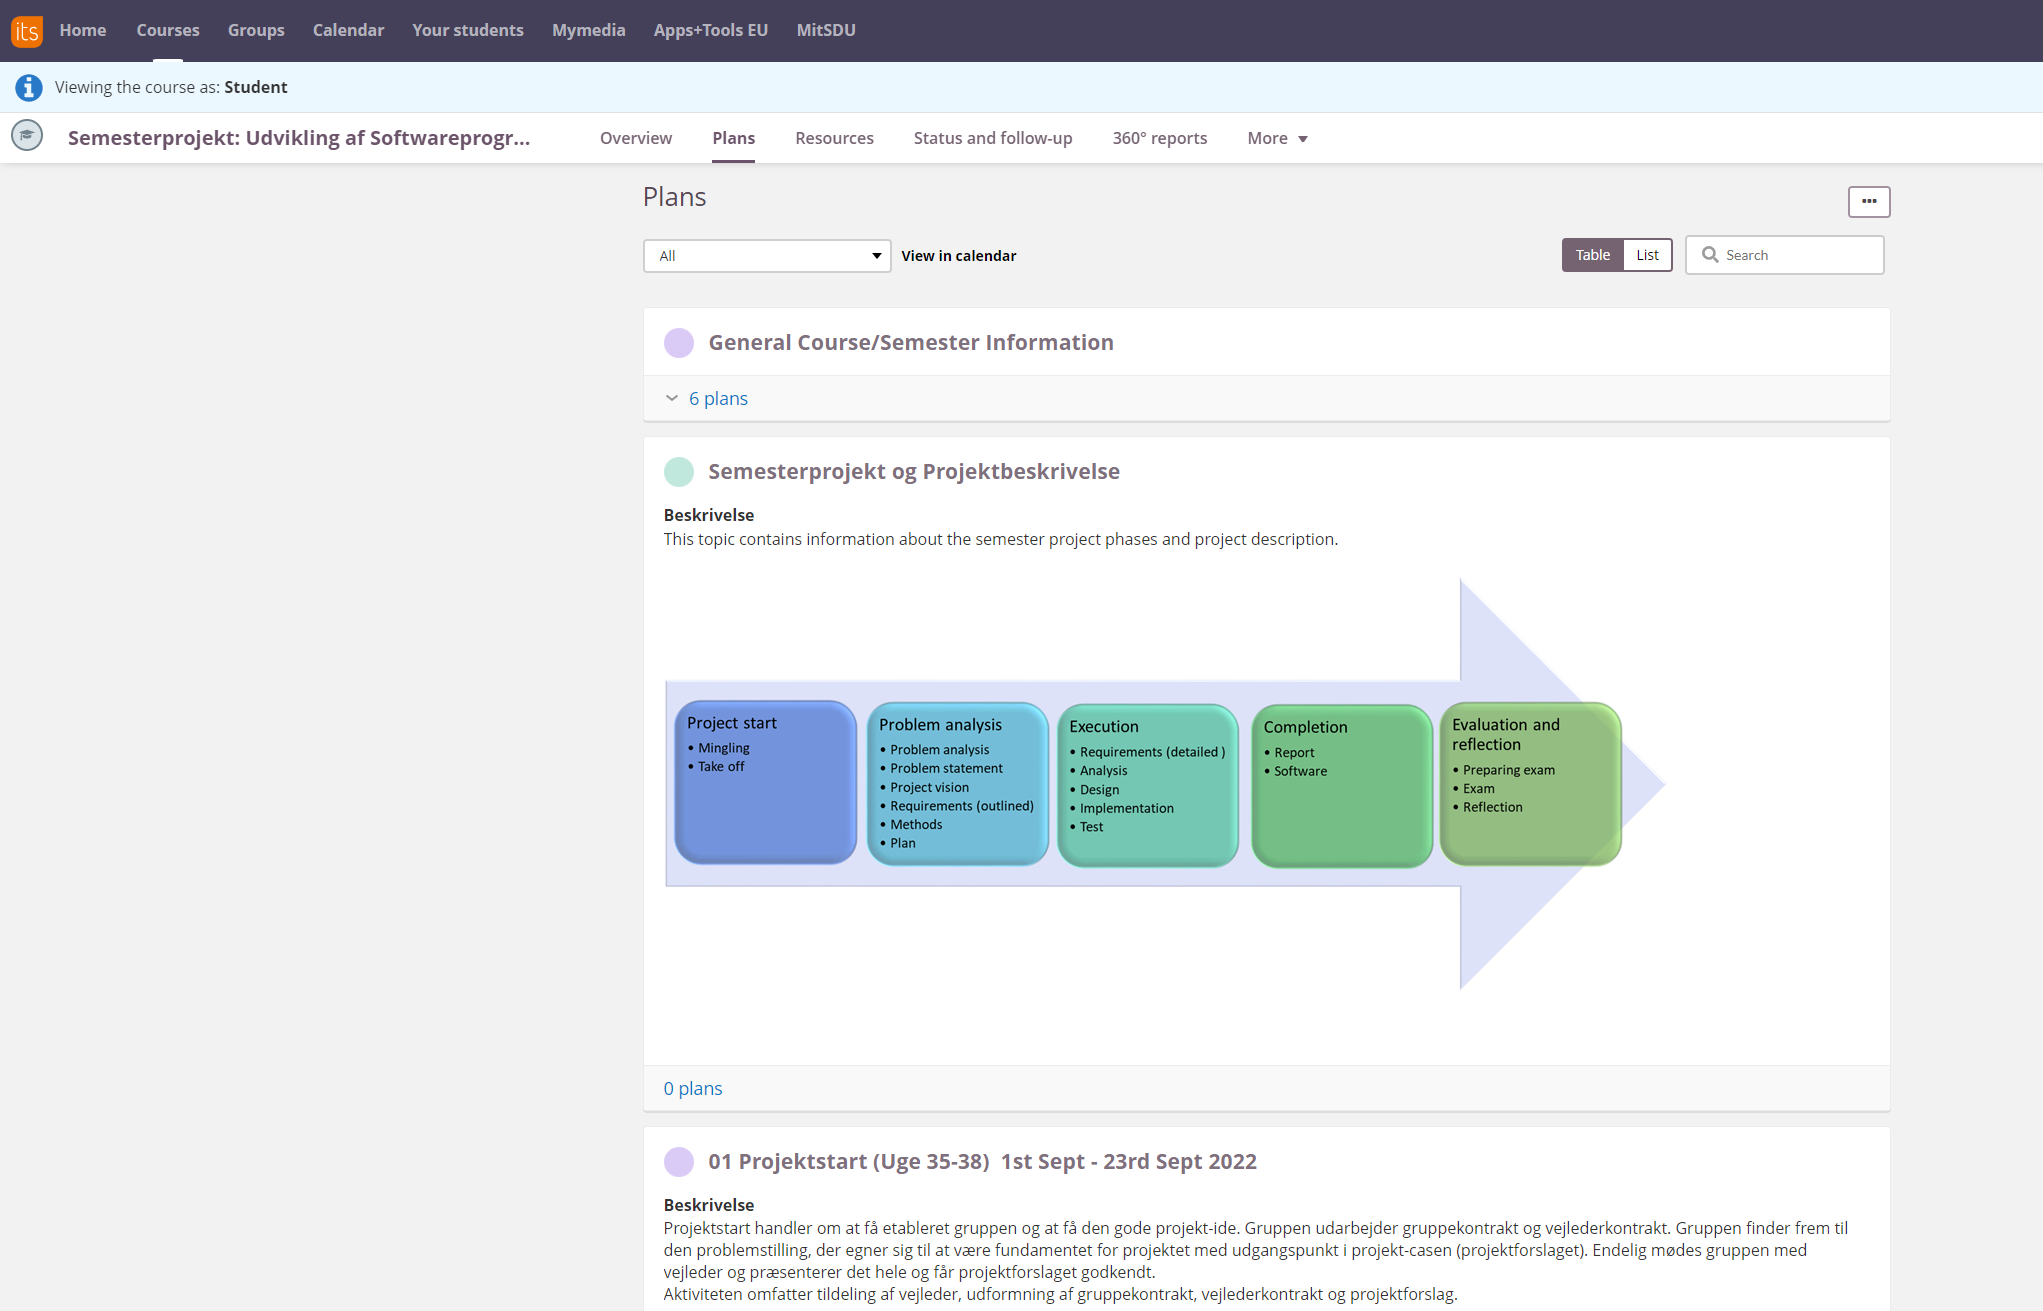 its Home Courses Groups Calendar Your students Mymedia Apps+Tools EU MitSDU
Viewing the course as: Student
Semesterprojekt: Udvikling af Softwareprogr... Overview Plans Resources Status and follow-up 360° reports More
Plans
All View in calendar Table List Search
General Course/Semester Information
6 plans
Semesterprojekt og Projektbeskrivelse
Beskrivelse
This topic contains information about the semester project phases and project description.
Project start
• Mingling
• Take off
Problem analysis
• Problem analysis
• Problem statement
• Project vision
• Requirements (outlined)
• Methods
• Plan
Execution
• Requirements (detailed )
• Analysis
• Design
• Implementation
• Test
Completion
• Report
• Software
Evaluation and
reflection
• Preparing exam
• Exam
• Reflection
0 plans
01 Projektstart (Uge 35-38) 1st Sept - 23rd Sept 2022
Beskrivelse
Projektstart handler om at få etableret gruppen og at få den gode projekt-ide. Gruppen udarbejder gruppekontrakt og vejlederkontrakt. Gruppen finder frem til
den problemstilling, der egner sig til at være fundamentet for projektet med udgangspunkt i projekt-casen (projektforslaget). Endelig mødes gruppen med
vejleder og præsenterer det hele og får projektforslaget godkendt.
Aktiviteten omfatter tildeling af vejleder, udformning af gruppekontrakt, vejlederkontrakt og projektforslag.